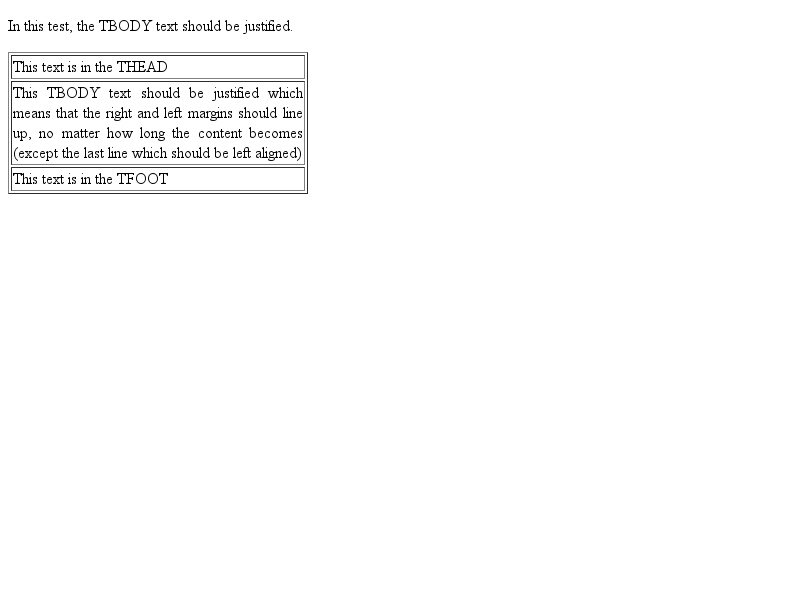 In this test, the TBODY text should be justified.
This text is in the THEAD
This TBODY text should be justified which
means that the right and left margins should line
up, no matter how long the content becomes
(except the last line which should be left aligned)
This text is in the TFOOT